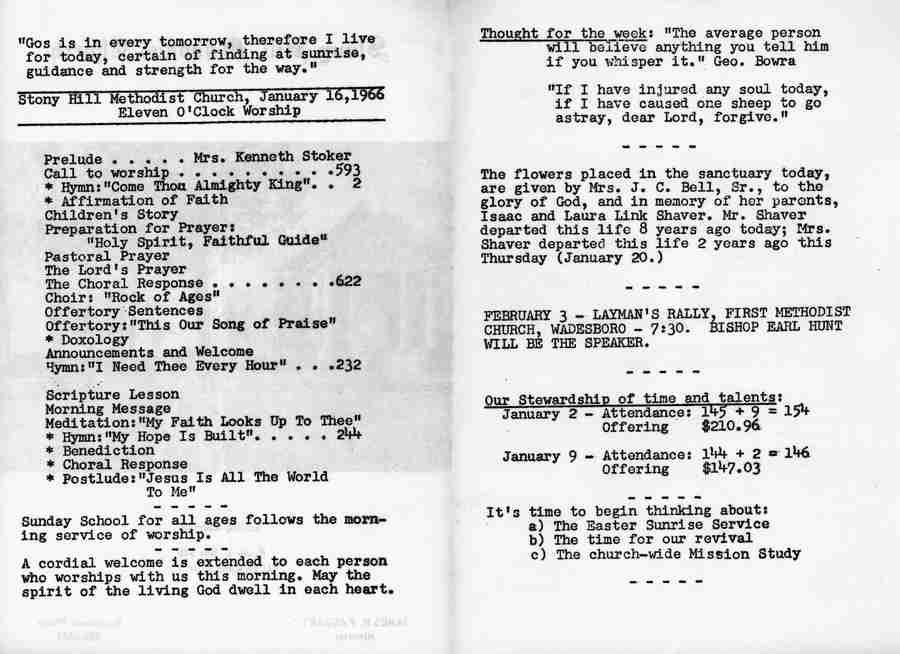 "Gos is in every tomorrow, therefore I live
for today, certain of finding at sunrise,
guidance and strength for the way."
Stony Hill Methodist Church, January 16,1966
Eleven O'Clock Worship
Prelude . . . . . Mrs. Kenneth Stoker
Call to worship . . . . . . . . . .593
* Hymn:"Come Thou Almighty King". . 2
* Affirmation of Faith
Children's Story
Preparation for Prayer:
"Holy Spirit, Faithful Guide"
Pastoral Prayer
The Lord's Prayer
The Choral Response . . . . . . . .622
Choir: "Rock of Ages"
Offertory Sentences
Offertory:"This Our Song of Praise"
* Doxology
Announcements and Welcome
Hymn:"I Need Thee Every Hour" . . .232
Scripture Lesson
Morning Message
Meditation:"My Faith Looks Up To Thee"
* Hymn:"My Hope Is Built". . . . . 244
* Benediction
* Choral Response
* Postlude:"Jesus Is All The World
To Me"
- - - - -
Sunday School for all ages follows the morn-
ing service of worship.
- - - - -
A cordial welcome is extended to each person
who worships with us this morning. May the
spirit of the living God dwell in each heart.
Thought for the week: "The average person
will believe anything you tell him
if you whisper it." Geo. Bowra
"If I have injured any soul today,
if I have caused one sheep to go
astray, dear Lord, forgive."
- - - - -
The flowers placed in the sanctuary today,
are given by Mrs. J. C. Bell, Sr., to the
glory of God, and in memory of her parents,
Isaac and Laura Link Shaver. Mr. Shaver
departed this life 8 years ago today; Mrs.
Shaver departed this life 2 years ago this
Thursday (January 20.)
- - - - -
FEBRUARY 3 - LAYMAN'S RALLY, FIRST METHODIST
CHURCH, WADESBORO - 7:30. BISHOP EARL HUNT
WILL BE THE SPEAKER.
- - - - -
Our Stewardship of time and talents:
January 2 - Attendance: 145 + 9 = 154
Offering $210.96
January 9 - Attendance: 144 + 2 = 146
Offering $147.03
- - - - -
It's time to begin thinking about:
a) The Easter Sunrise Service
b) The time for our revival
c) The church-wide Mission Study
- - - - -